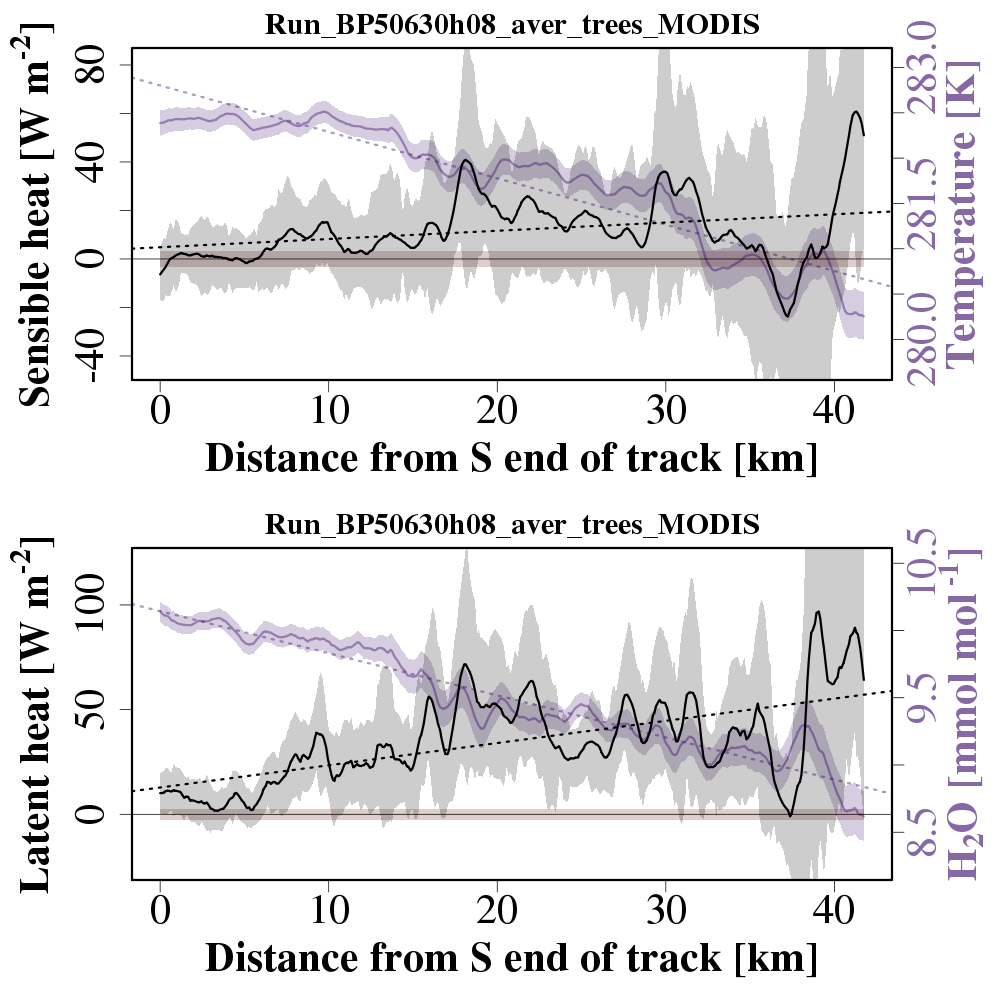 Run_BP50630h08_aver_trees_MODIS
Sensible heat [W m⁻²]
80
40
0
-40
283.0
281.5
280.0
Temperature [K]
0 10 20 30 40
Distance from S end of track [km]
Run_BP50630h08_aver_trees_MODIS
Latent heat [W m⁻²]
100
50
0
10.5
9.5
8.5
H₂O [mmol mol⁻¹]
0 10 20 30 40
Distance from S end of track [km]